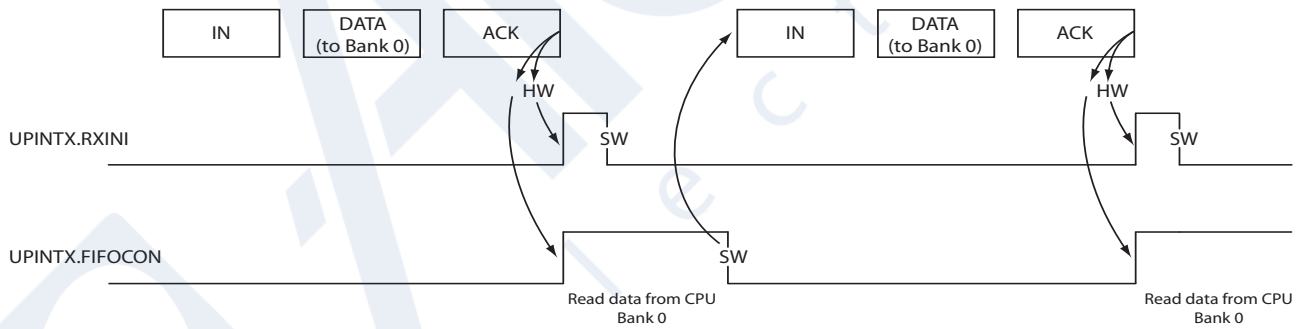 IN
DATA
(to Bank 0)
ACK
IN
DATA
(to Bank 0)
ACK
HW
HW
UPINTX.RXINI
SW
SW
UPINTX.FIFOCON
SW
Read data from CPU
Bank 0
Read data from CPU
Bank 0